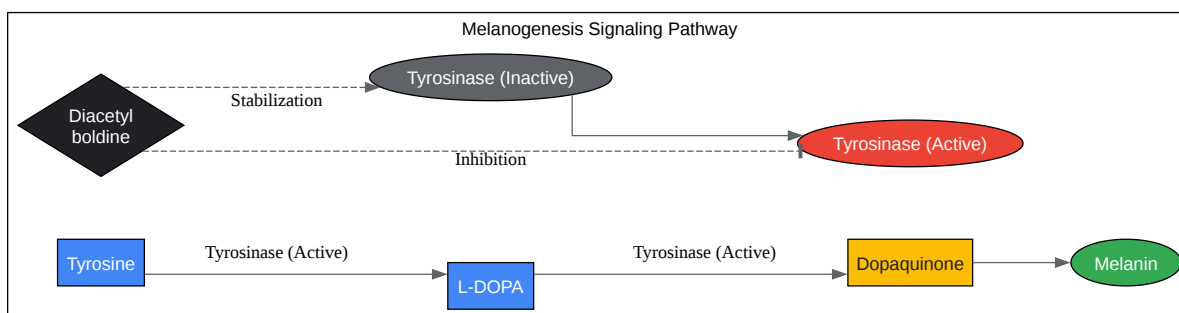 Melanogenesis Signaling Pathway
Tyrosinase (Inactive)
Stabilization
Diacetyl
boldine
Tyrosinase (Active)
Inhibition
Tyrosinase (Active)
Tyrosinase (Active)
Tyrosine
L-DOPA
Dopaquinone
Melanin